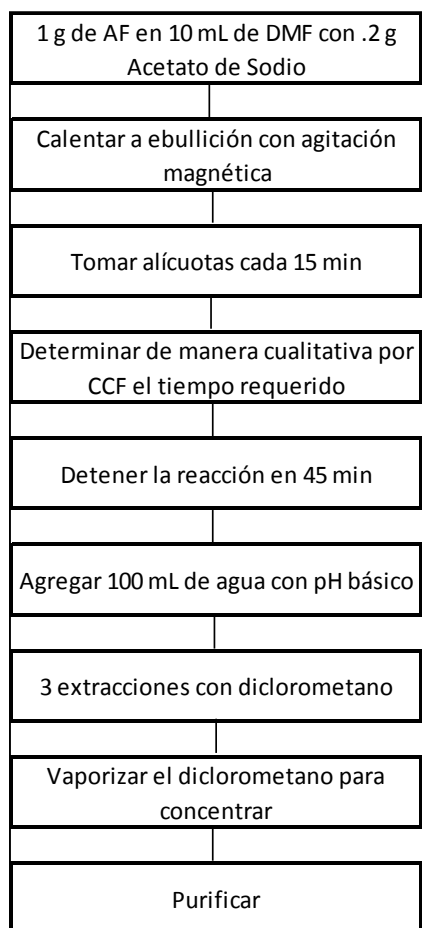 1 g de AF en 10 mL de DMF con .2 g
Acetato de Sodio
Calentar a ebullición con agitación
magnética
Tomar alícuotas cada 15 min
Determinar de manera cualitativa por
CCF el tiempo requerido
Detener la reacción en 45 min
Agregar 100 mL de agua con pH básico
3 extracciones con diclorometano
Vaporizar el diclorometano para
concentrar
Purificar